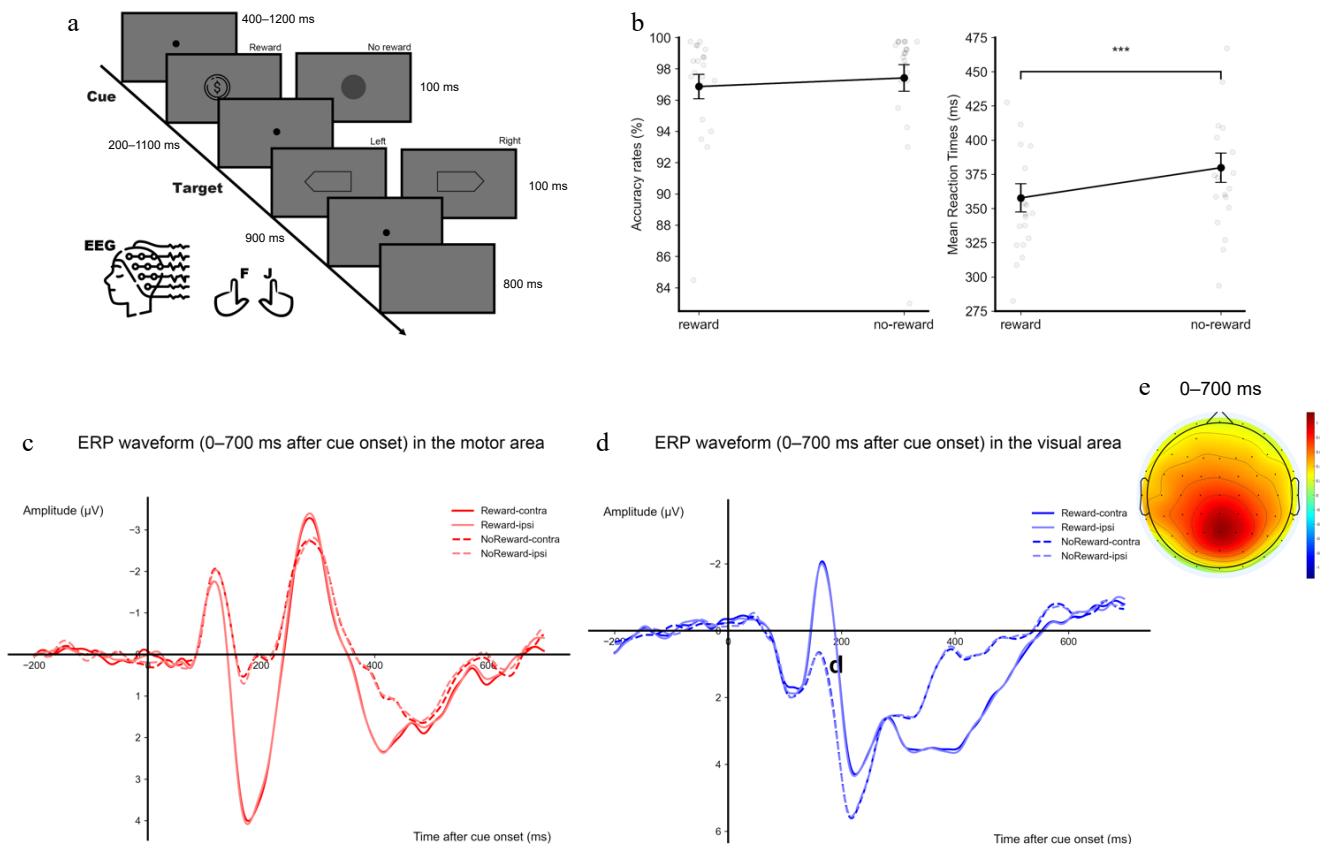 a
400–1200 ms
Reward
No reward
$
100 ms
Cue
200–1100 ms
Left
Right
Target
100 ms
900 ms
EEG
F J
800 ms
b
100
98
96
94
92
90
88
86
84
Accuracy rates (%)
reward
no-reward
475
450
425
400
375
350
325
300
275
Mean Reaction Times (ms)
***
reward
no-reward
c
ERP waveform (0–700 ms after cue onset) in the motor area
Amplitude (μV)
Reward-contra
Reward-ipsi
NoReward-contra
NoReward-ipsi
−3
−2
−1
0
1
2
3
4
−200
0
200
400
600
Time after cue onset (ms)
d
ERP waveform (0–700 ms after cue onset) in the visual area
Amplitude (μV)
Reward-contra
Reward-ipsi
NoReward-contra
NoReward-ipsi
−2
0
2
4
6
−200
0
200
400
600
d
Time after cue onset (ms)
e
0–700 ms